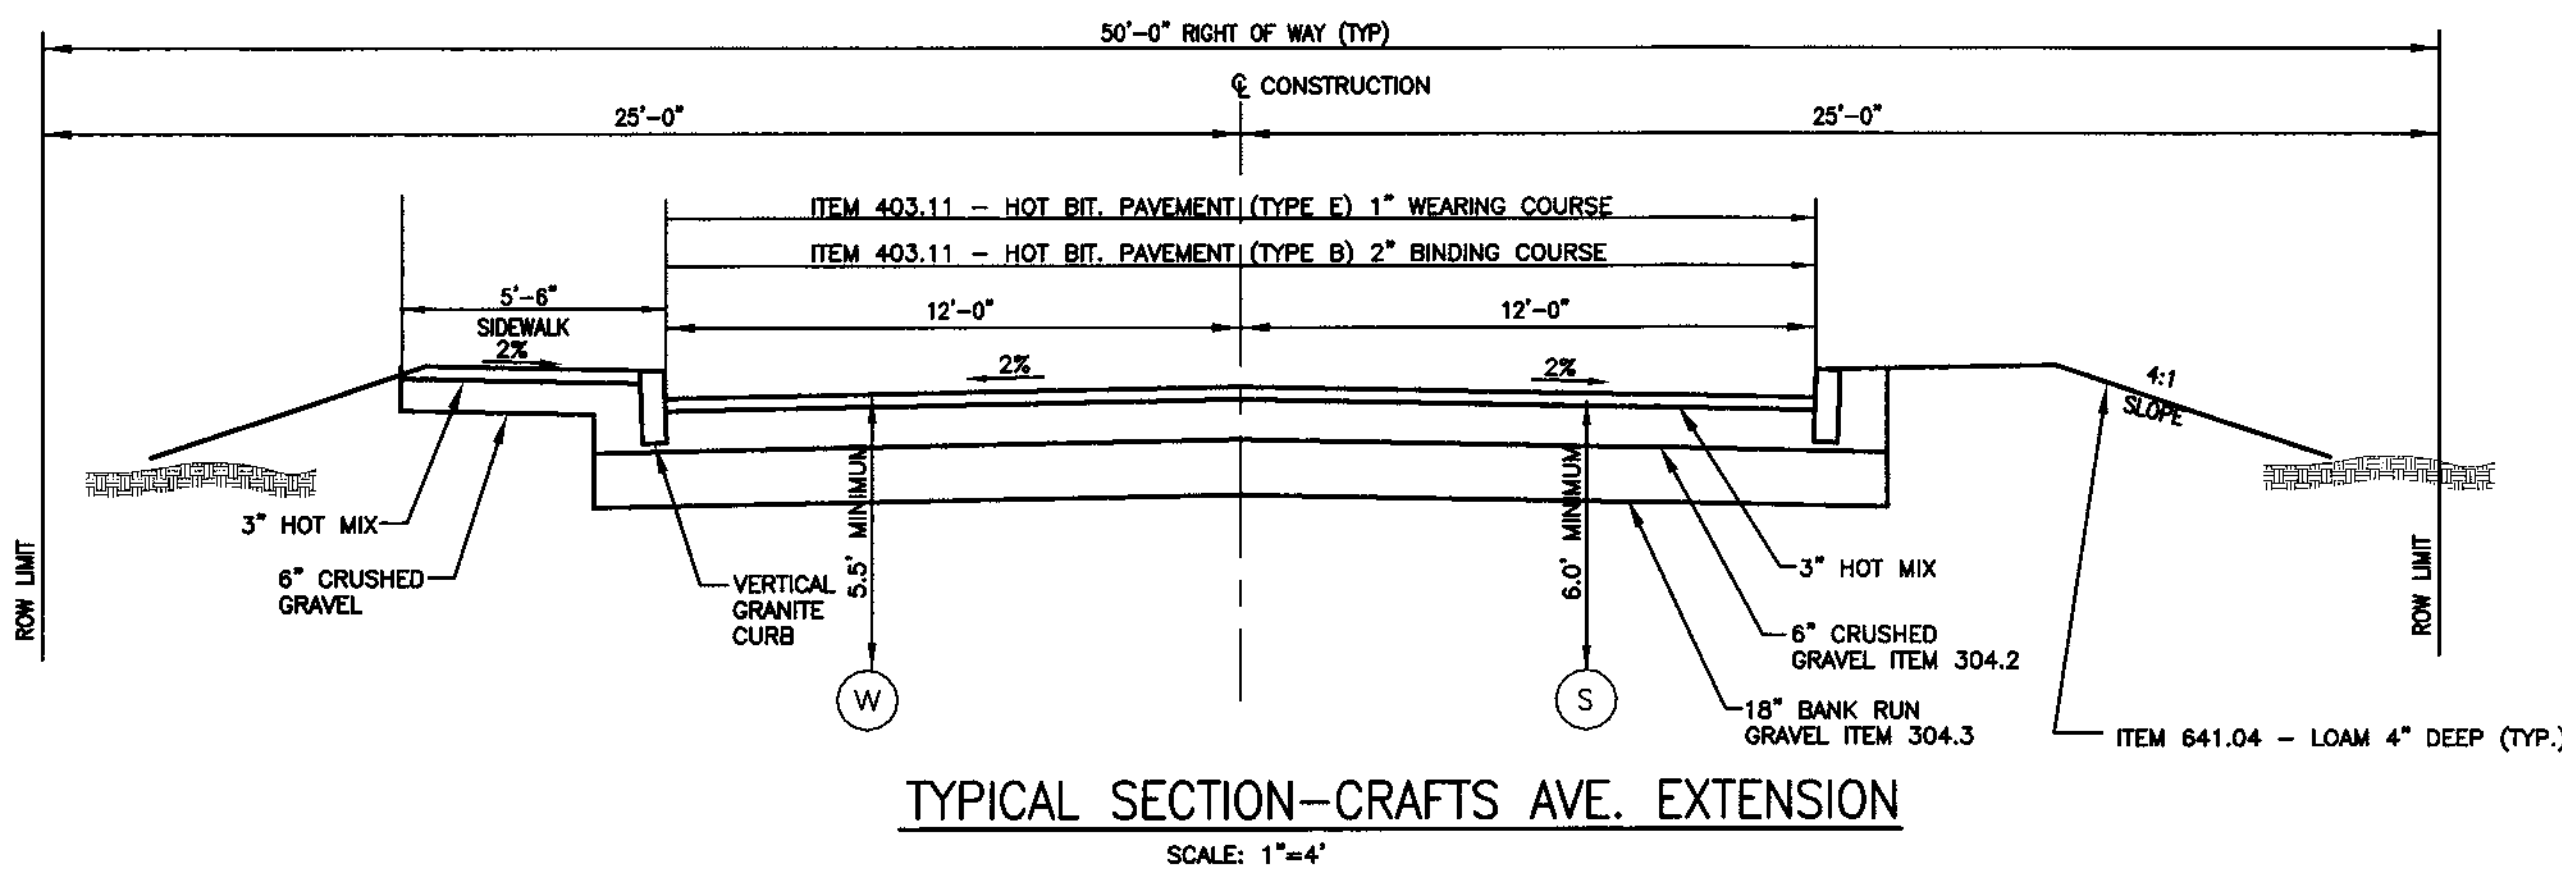 50'-0" RIGHT OF WAY (TYP)
℄ CONSTRUCTION
25'-0"
25'-0"
ITEM 403.11 - HOT BIT. PAVEMENT (TYPE E) 1" WEARING COURSE
ITEM 403.11 - HOT BIT. PAVEMENT (TYPE B) 2" BINDING COURSE
5'-6"
SIDEWALK
12'-0"
12'-0"
2%
2%
2%
4:1
SLOPE
5.5' MINIMUM
6.0' MINIMUM
3" HOT MIX
6" CRUSHED
GRAVEL
VERTICAL
GRANITE
CURB
3" HOT MIX
6" CRUSHED
GRAVEL ITEM 304.2
18" BANK RUN
GRAVEL ITEM 304.3
ITEM 641.04 - LOAM 4" DEEP (TYP.)
ROW LIMIT
ROW LIMIT
W
S
TYPICAL SECTION-CRAFTS AVE. EXTENSION
SCALE: 1"=4'